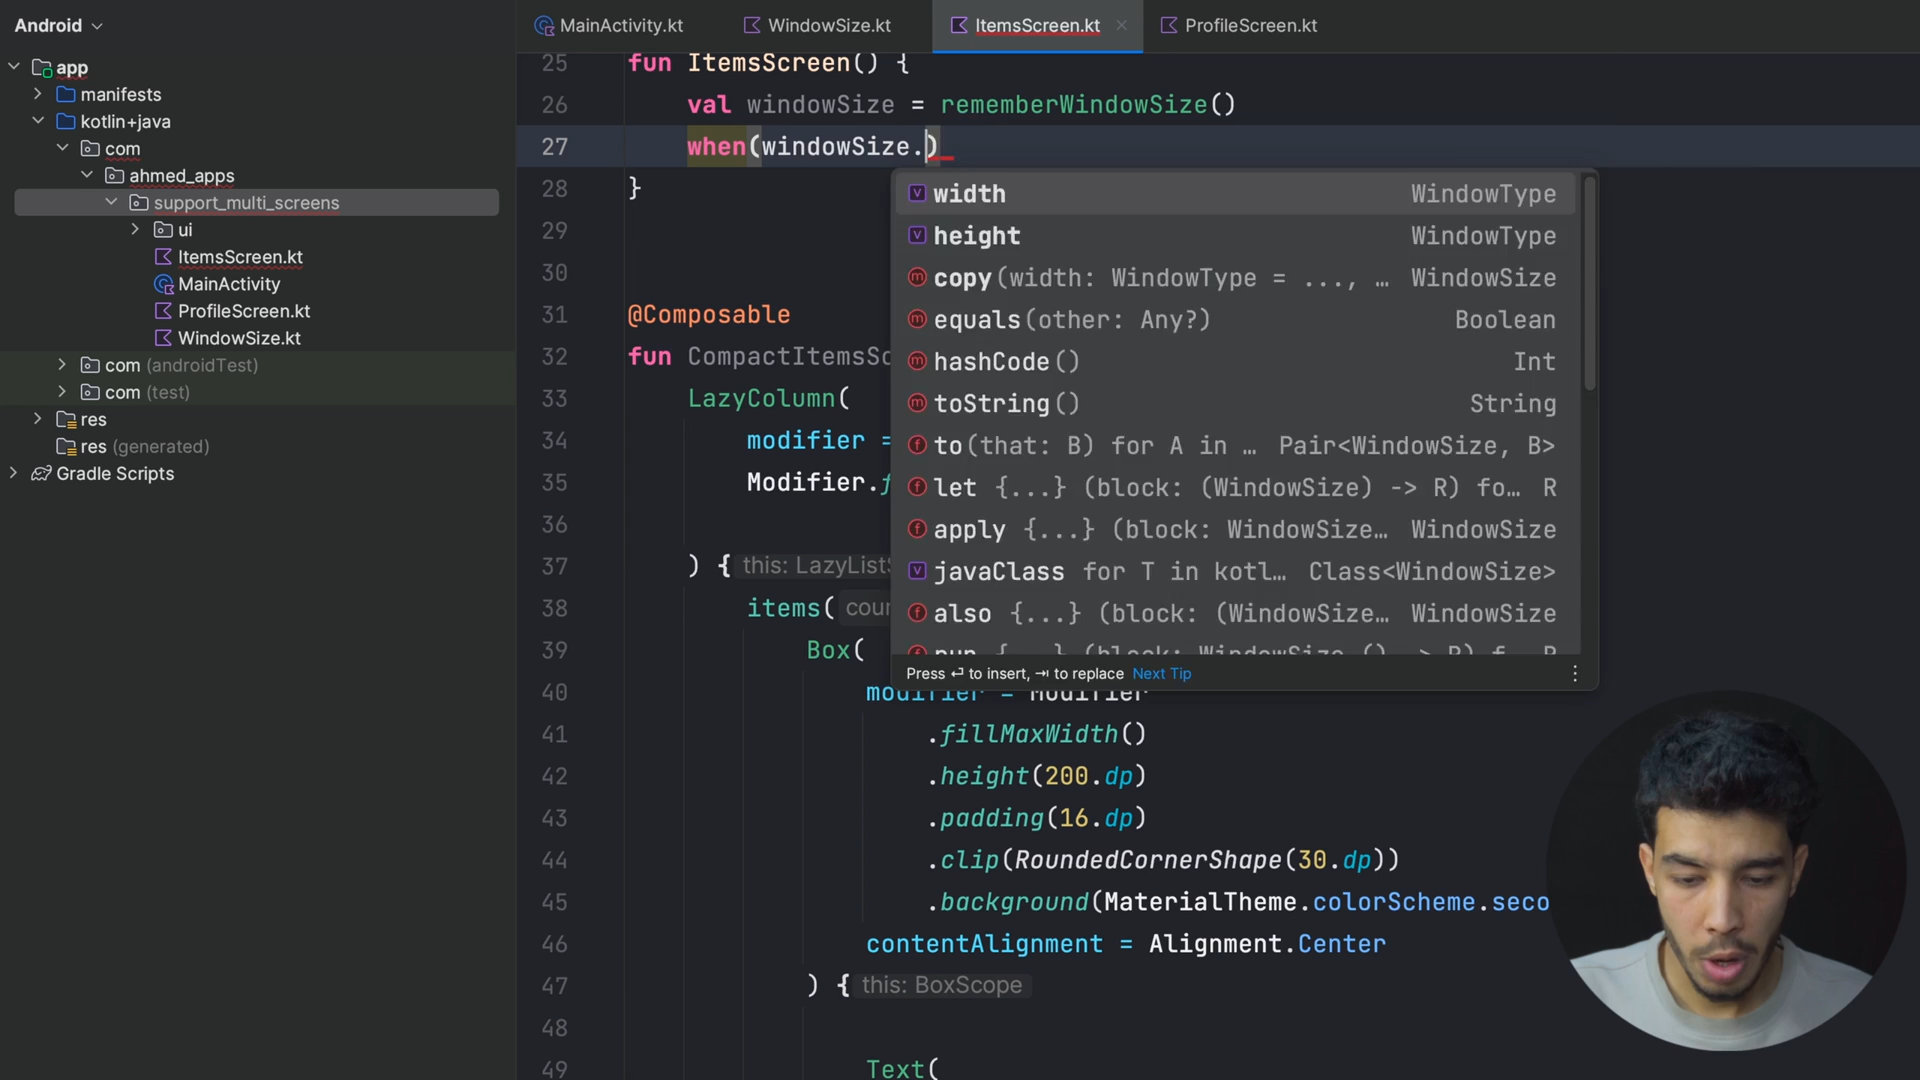 Android
MainActivity.kt
WindowSize.kt
ItemsScreen.kt
ProfileScreen.kt
app
manifests
kotlin+java
com
ahmed_apps
support_multi_screens
ui
ItemsScreen.kt
MainActivity
ProfileScreen.kt
WindowSize.kt
com (androidTest)
com (test)
res
res (generated)
Gradle Scripts
25 fun ItemsScreen() {
26 val windowSize = rememberWindowSize()
27 when(windowSize.)
28 }
29
30
31 @Composable
32 fun CompactItemsSc
33 LazyColumn(
34 modifier =
35 Modifier.f
36
37 ) { this: LazyListS
38 items( cour
39 Box(
40 modifier = Modifier
41 .fillMaxWidth()
42 .height(200.dp)
43 .padding(16.dp)
44 .clip(RoundedCornerShape(30.dp))
45 .background(MaterialTheme.colorScheme.seco
46 contentAlignment = Alignment.Center
47 ) { this: BoxScope
48
49 Text(
width WindowType
height WindowType
copy(width: WindowType = ..., … WindowSize
equals(other: Any?) Boolean
hashCode() Int
toString() String
to(that: B) for A in … Pair<WindowSize, B>
let {...} (block: (WindowSize) -> R) fo… R
apply {...} (block: WindowSize… WindowSize
javaClass for T in kotl… Class<WindowSize>
also {...} (block: (WindowSize… WindowSize
run {...} (block: WindowSize.() -> R) f… R
Press ⏎ to insert, ⇥ to replace Next Tip